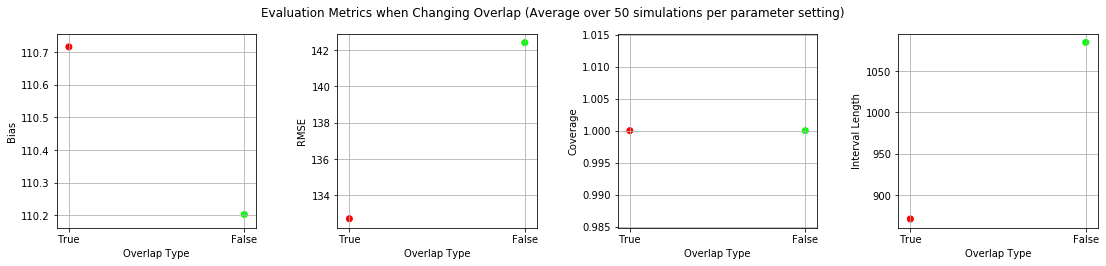 Evaluation Metrics when Changing Overlap (Average over 50 simulations per parameter setting)
Bias
110.7
110.6
110.5
110.4
110.3
110.2
True
False
Overlap Type
RMSE
142
140
138
136
134
True
False
Overlap Type
Coverage
1.015
1.010
1.005
1.000
0.995
0.990
0.985
True
False
Overlap Type
Interval Length
1050
1000
950
900
True
False
Overlap Type